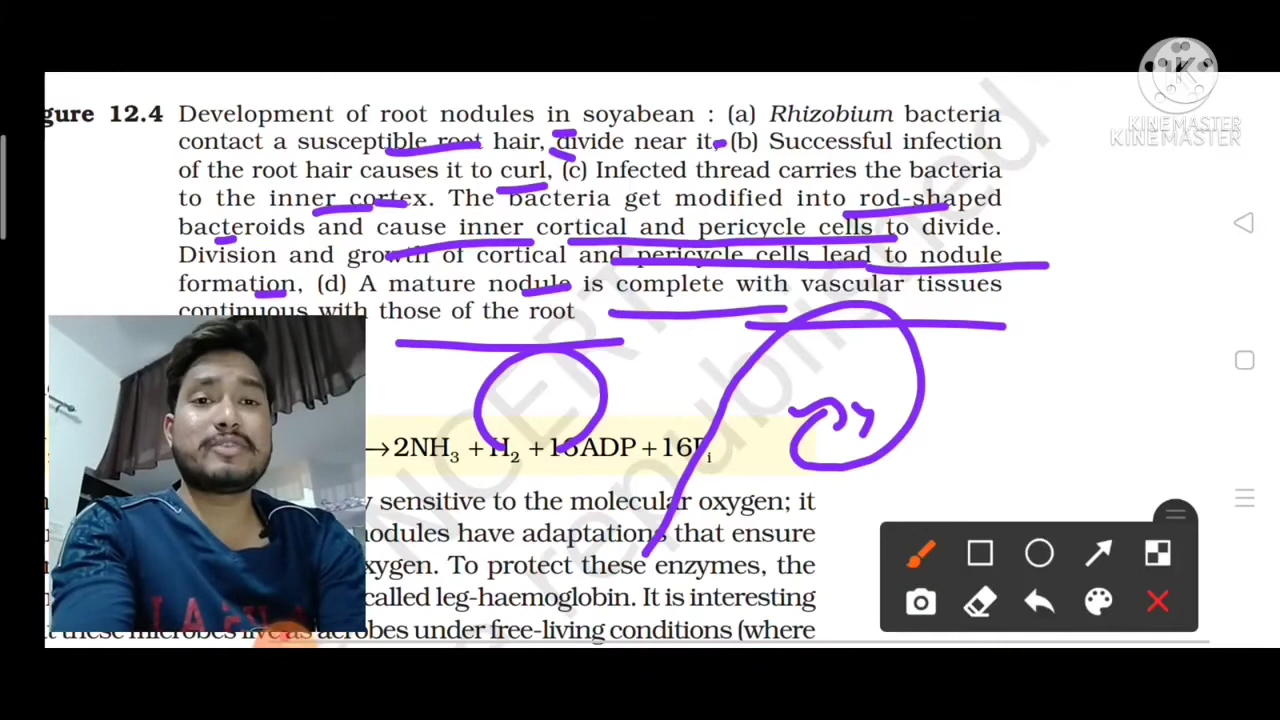 KINEMASTER
KINEMASTER
gure 12.4 Development of root nodules in soyabean : (a) Rhizobium bacteria
contact a susceptible root hair, divide near it, (b) Successful infection
of the root hair causes it to curl, (c) Infected thread carries the bacteria
to the inner cortex. The bacteria get modified into rod-shaped
bacteroids and cause inner cortical and pericycle cells to divide.
Division and growth of cortical and pericycle cells lead to nodule
formation, (d) A mature nodule is complete with vascular tissues
continuous with those of the root
→ 2NH3 + H2 + 16ADP + 16Pi
sensitive to the molecular oxygen; it
nodules have adaptations that ensure
xygen. To protect these enzymes, the
called leg-haemoglobin. It is interesting
these microbes live as aerobes under free-living conditions (where
NCERT
republished